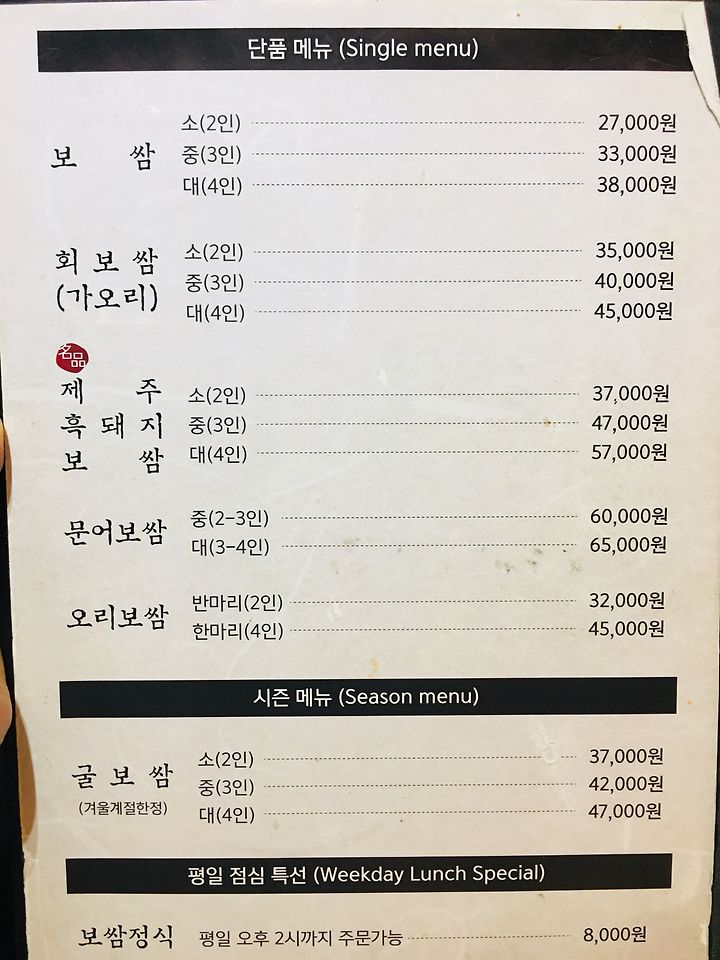 단품 메뉴 (Single menu)
보 쌈
소(2인) 27,000원
중(3인) 33,000원
대(4인) 38,000원
회 보 쌈
(가오리)
소(2인) 35,000원
중(3인) 40,000원
대(4인) 45,000원
名品
제 주
흑 돼 지
보 쌈
소(2인) 37,000원
중(3인) 47,000원
대(4인) 57,000원
문어보쌈
중(2-3인) 60,000원
대(3-4인) 65,000원
오리보쌈
반마리(2인) 32,000원
한마리(4인) 45,000원
시즌 메뉴 (Season menu)
굴 보 쌈
(겨울계절한정)
소(2인) 37,000원
중(3인) 42,000원
대(4인) 47,000원
평일 점심 특선 (Weekday Lunch Special)
보쌈정식 평일 오후 2시까지 주문가능 8,000원